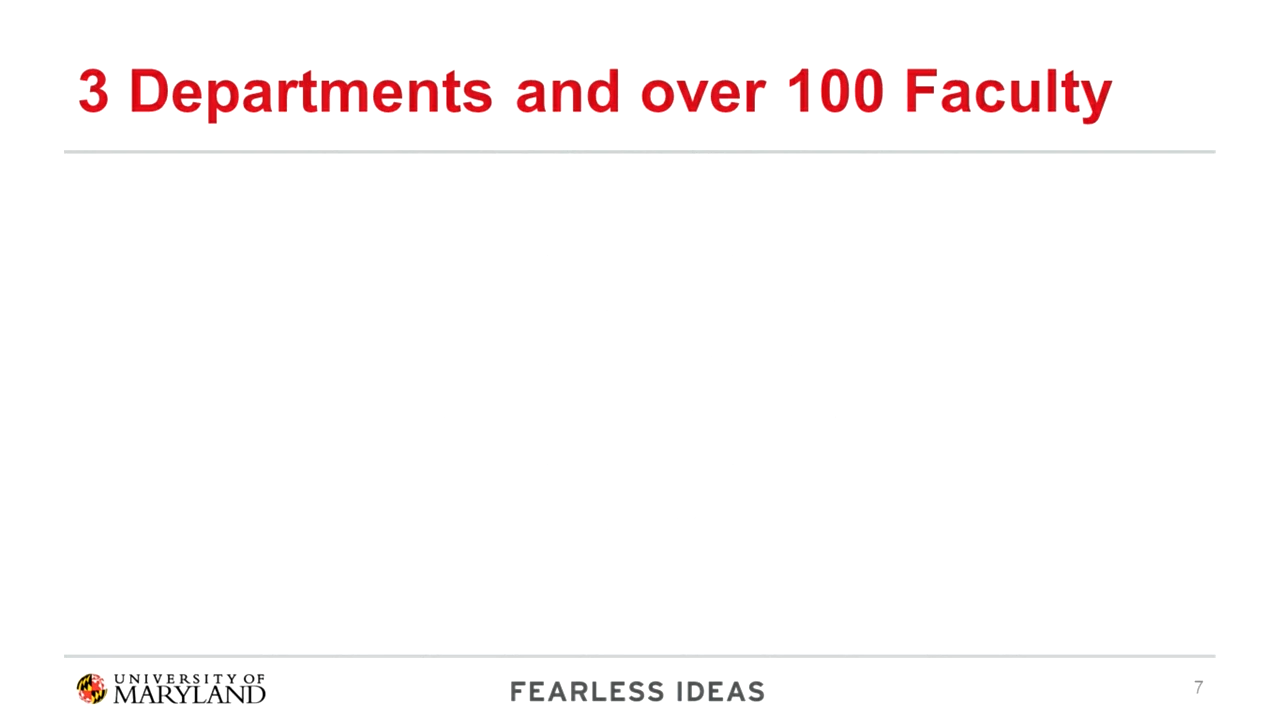 3 Departments and over 100 Faculty
UNIVERSITY OF
MARYLAND
FEARLESS IDEAS
7